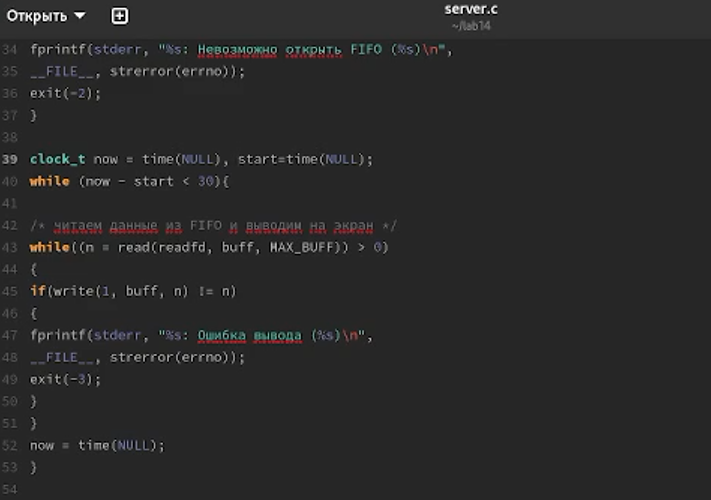 Открыть
server.c
~/lab14
34 fprintf(stderr, "%s: Невозможно открыть FIFO (%s)\n",
35 __FILE__, strerror(errno));
36 exit(-2);
37 }
38
39 clock_t now = time(NULL), start=time(NULL);
40 while (now - start < 30){
41
42 /* читаем данные из FIFO и выводим на экран */
43 while((n = read(readfd, buff, MAX_BUFF)) > 0)
44 {
45 if(write(1, buff, n) != n)
46 {
47 fprintf(stderr, "%s: Ошибка вывода (%s)\n",
48 __FILE__, strerror(errno));
49 exit(-3);
50 }
51 }
52 now = time(NULL);
53 }
54